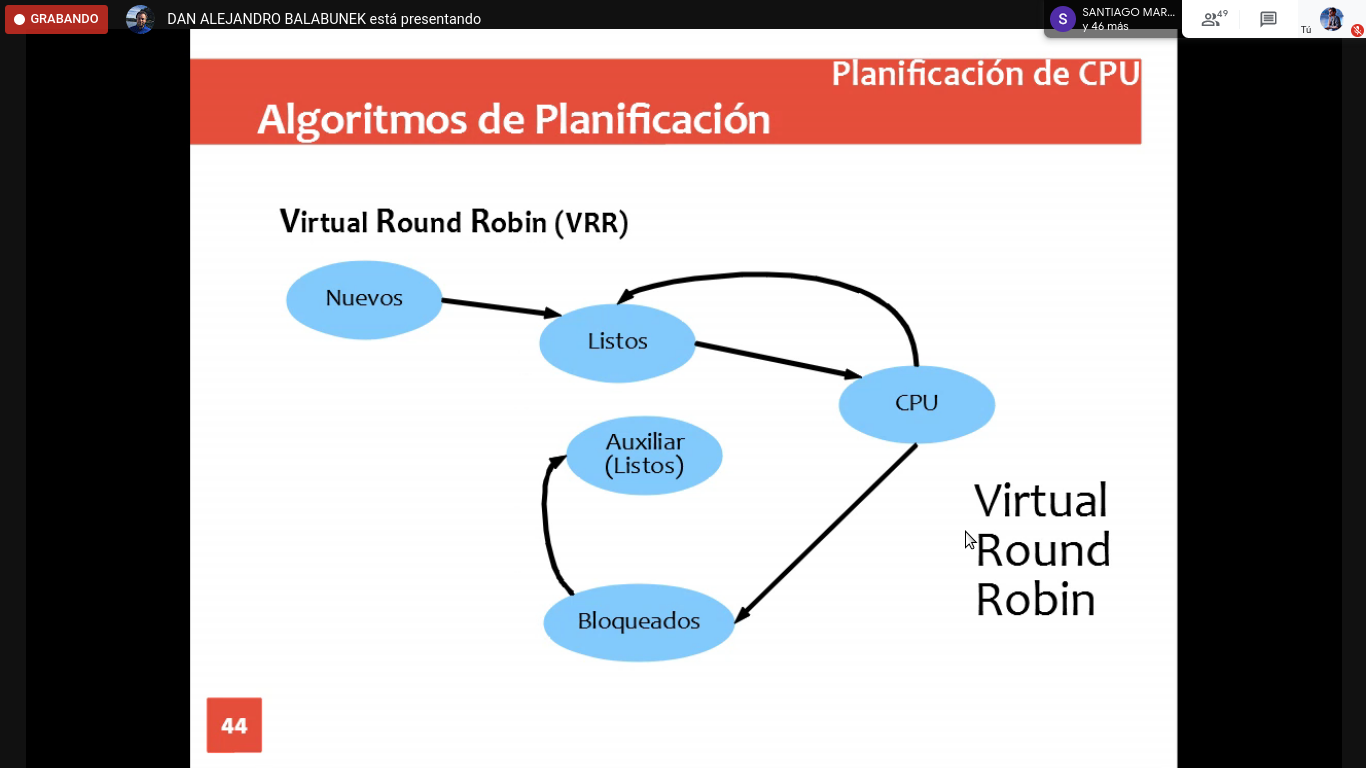 GRABANDO
DAN ALEJANDRO BALABUNEK está presentando
S
SANTIAGO MAR...
y 46 más
49
Tú
Planificación de CPU
Algoritmos de Planificación
Virtual Round Robin (VRR)
Nuevos
Listos
CPU
Auxiliar
(Listos)
Virtual
Round
Robin
Bloqueados
44